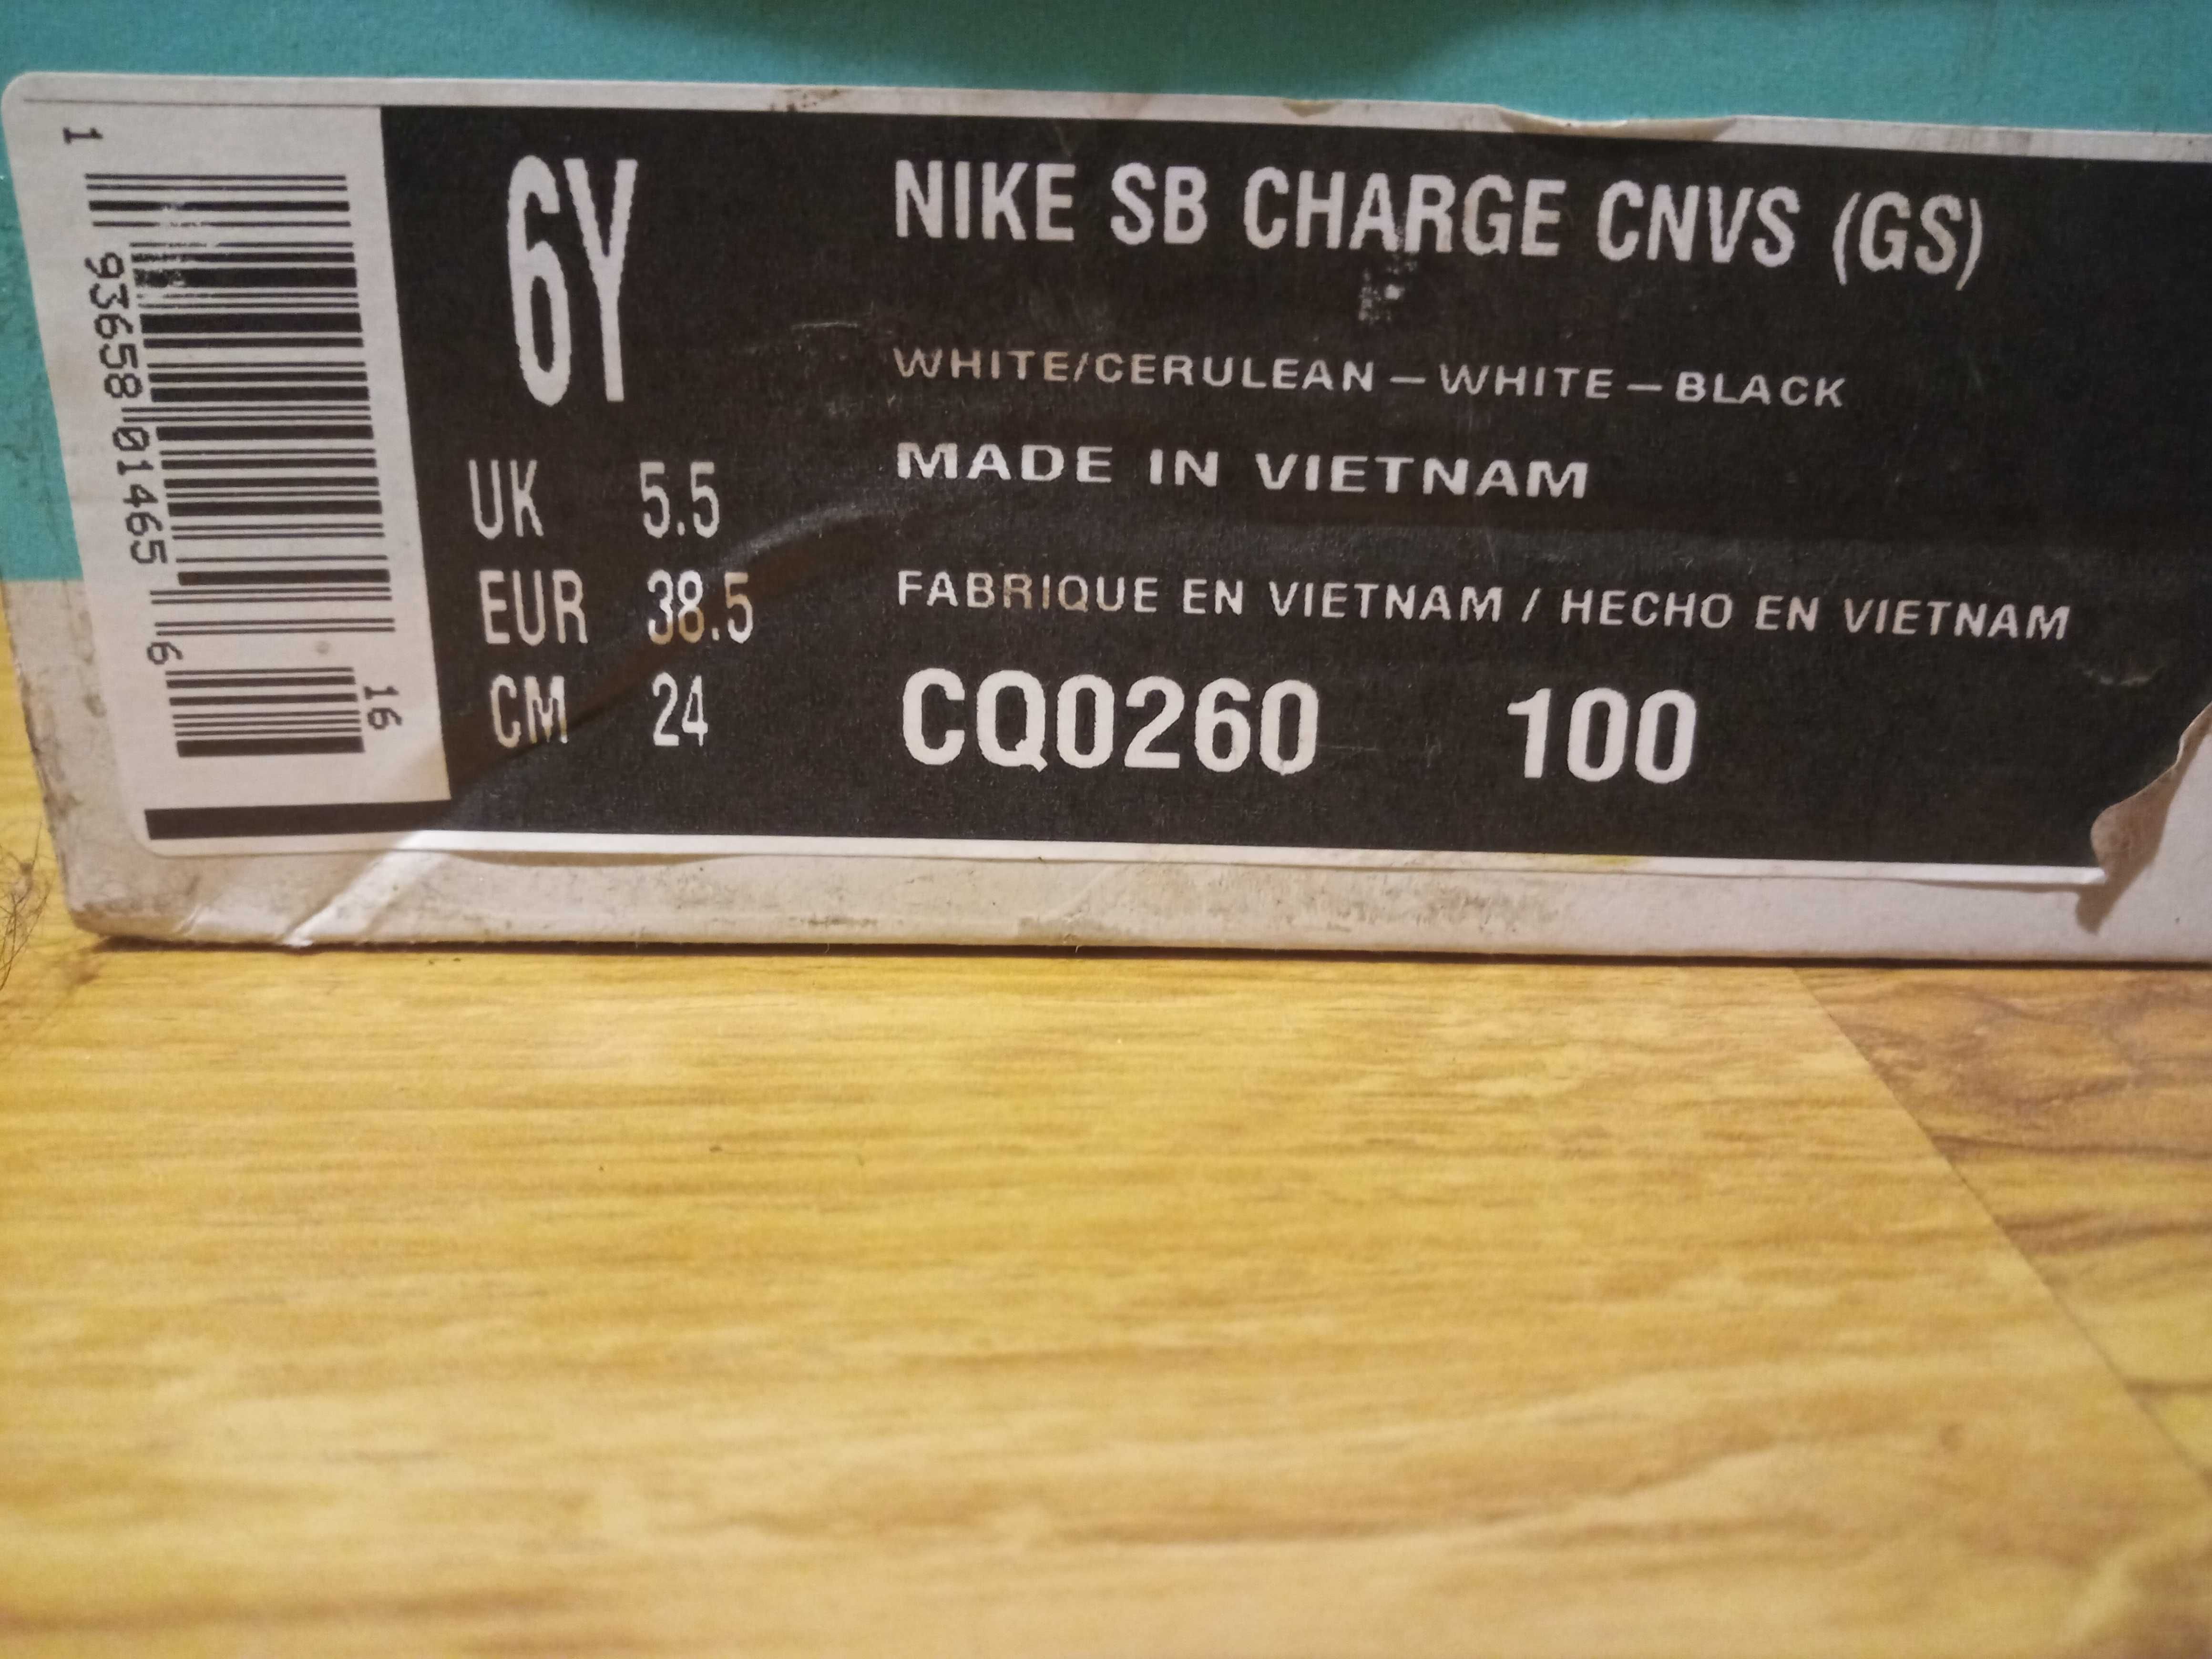 1 93658 01465 6
16
6Y
UK 5.5
EUR 38.5
CM 24
NIKE SB CHARGE CNVS (GS)
WHITE/CERULEAN–WHITE–BLACK
MADE IN VIETNAM
FABRIQUE EN VIETNAM / HECHO EN VIETNAM
CQ0260 100